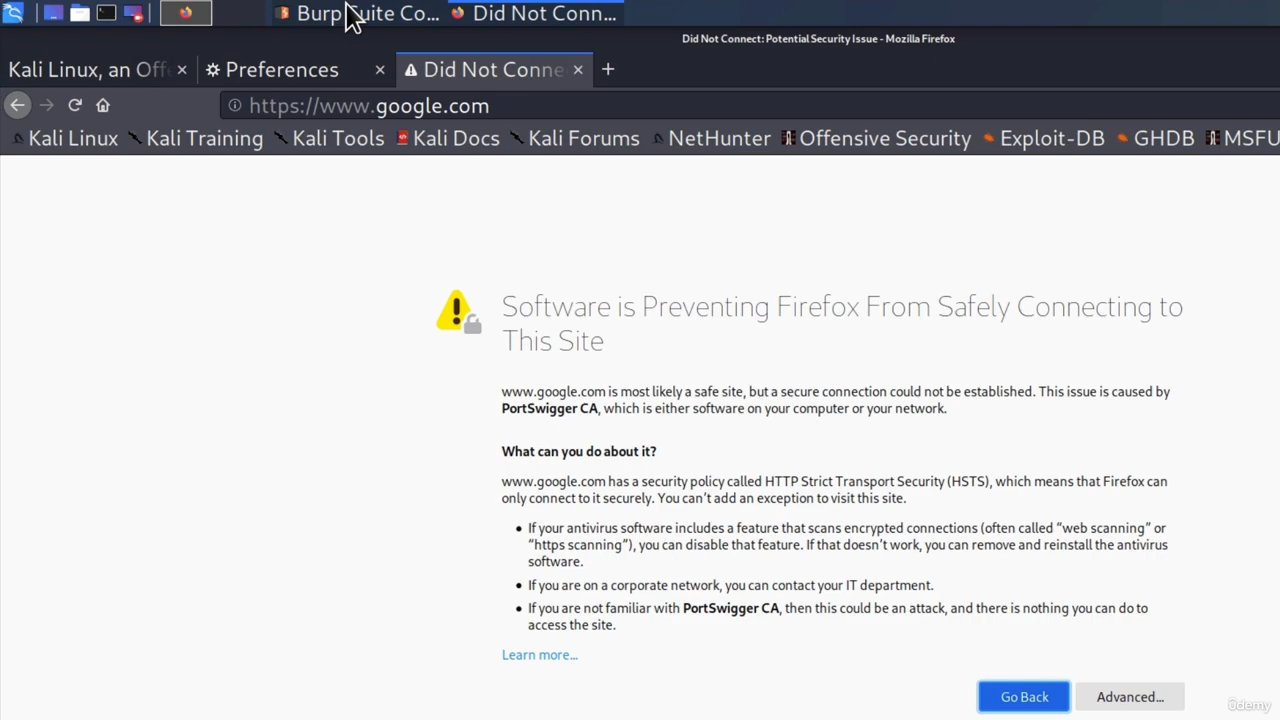 Burp Suite Co...
Did Not Conn...
Did Not Connect: Potential Security Issue - Mozilla Firefox
Kali Linux, an Off
Preferences
Did Not Conne
https://www.google.com
Kali Linux
Kali Training
Kali Tools
Kali Docs
Kali Forums
NetHunter
Offensive Security
Exploit-DB
GHDB
MSFU
Software is Preventing Firefox From Safely Connecting to
This Site
www.google.com is most likely a safe site, but a secure connection could not be established. This issue is caused by
PortSwigger CA, which is either software on your computer or your network.
What can you do about it?
www.google.com has a security policy called HTTP Strict Transport Security (HSTS), which means that Firefox can
only connect to it securely. You can’t add an exception to visit this site.
If your antivirus software includes a feature that scans encrypted connections (often called “web scanning” or
“https scanning”), you can disable that feature. If that doesn’t work, you can remove and reinstall the antivirus
software.
If you are on a corporate network, you can contact your IT department.
If you are not familiar with PortSwigger CA, then this could be an attack, and there is nothing you can do to
access the site.
Learn more...
Go Back
Advanced...
ûdemy